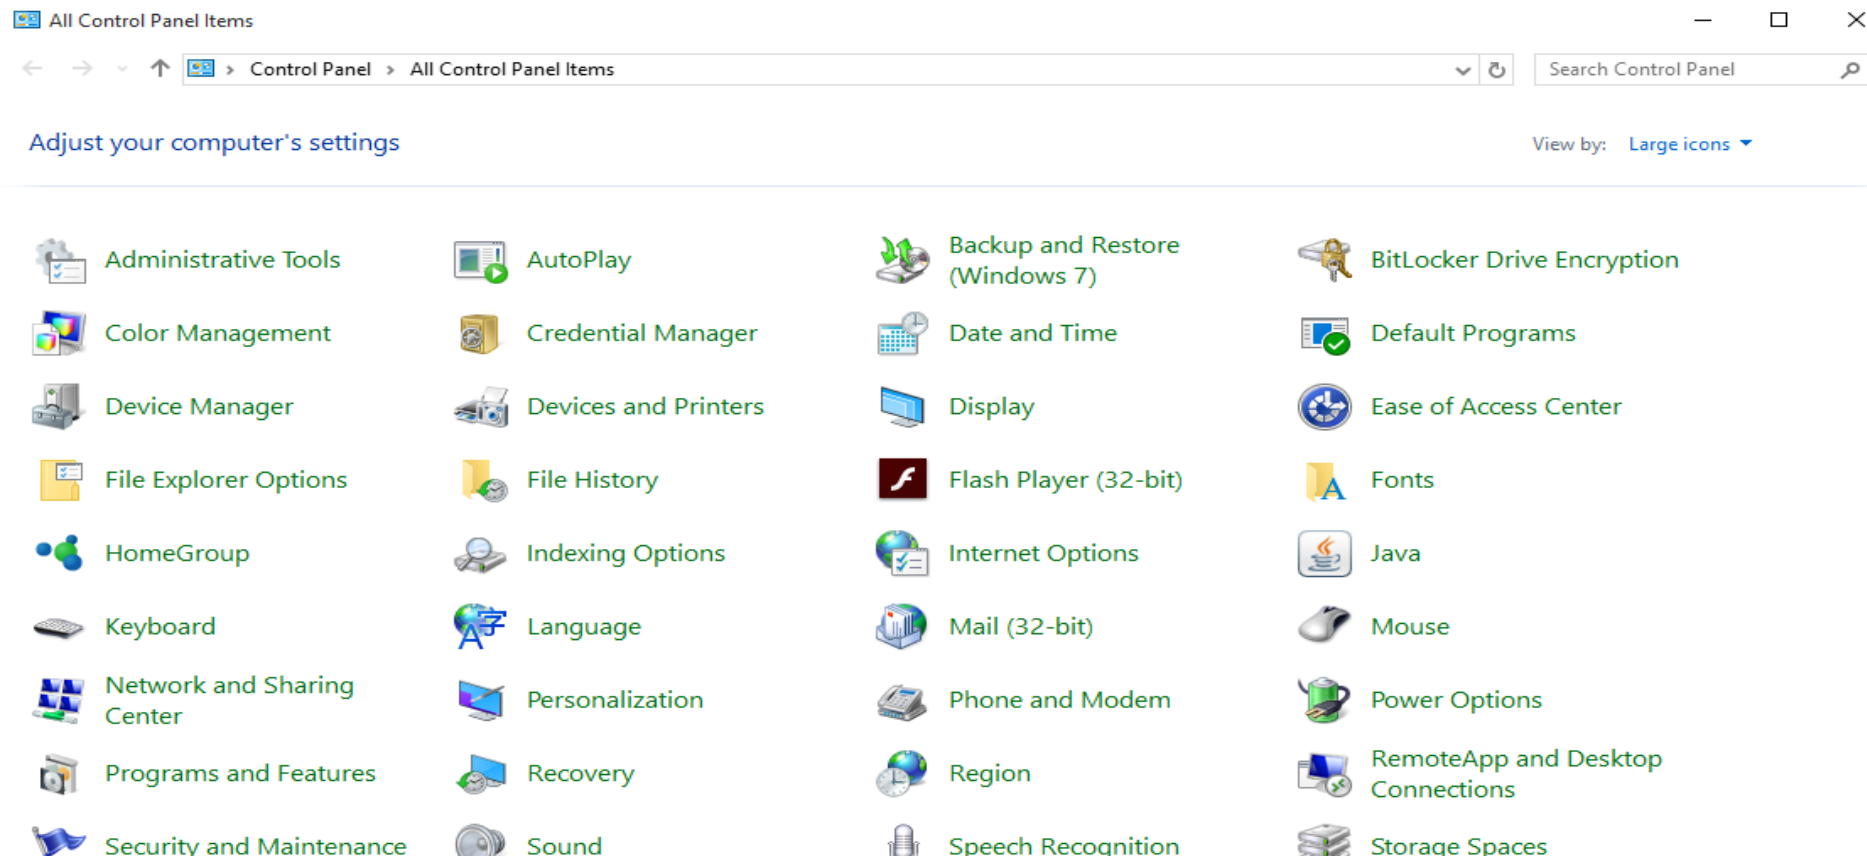 All Control Panel Items
Control Panel > All Control Panel Items
Search Control Panel
Adjust your computer's settings
View by: Large icons
Administrative Tools
AutoPlay
Backup and Restore
(Windows 7)
BitLocker Drive Encryption
Color Management
Credential Manager
Date and Time
Default Programs
Device Manager
Devices and Printers
Display
Ease of Access Center
File Explorer Options
File History
Flash Player (32-bit)
Fonts
HomeGroup
Indexing Options
Internet Options
Java
Keyboard
Language
Mail (32-bit)
Mouse
Network and Sharing
Center
Personalization
Phone and Modem
Power Options
Programs and Features
Recovery
Region
RemoteApp and Desktop
Connections
Security and Maintenance
Sound
Speech Recognition
Storage Spaces